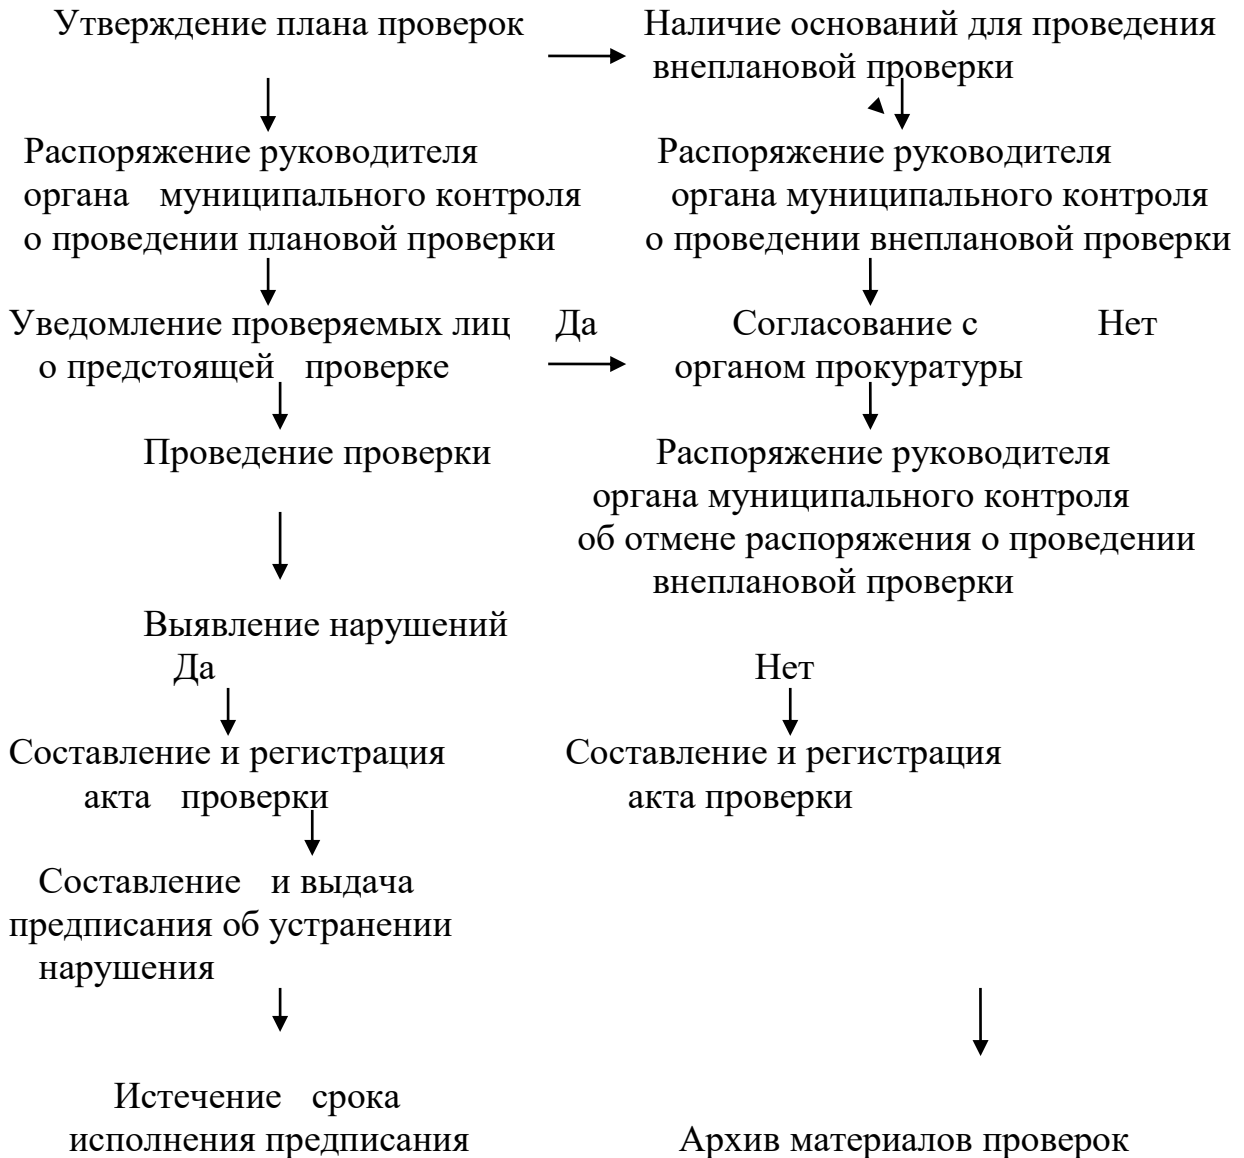 Утверждение плана проверок
Наличие оснований для проведения
внеплановой проверки
Распоряжение руководителя
органа муниципального контроля
о проведении плановой проверки
Распоряжение руководителя
органа муниципального контроля
о проведении внеплановой проверки
Уведомление проверяемых лиц
о предстоящей проверке
Да
Согласование с
органом прокуратуры
Нет
Проведение проверки
Распоряжение руководителя
органа муниципального контроля
об отмене распоряжения о проведении
внеплановой проверки
Выявление нарушений
Да
Нет
Составление и регистрация
акта проверки
Составление и регистрация
акта проверки
Составление и выдача
предписания об устранении
нарушения
Истечение срока
исполнения предписания
Архив материалов проверок